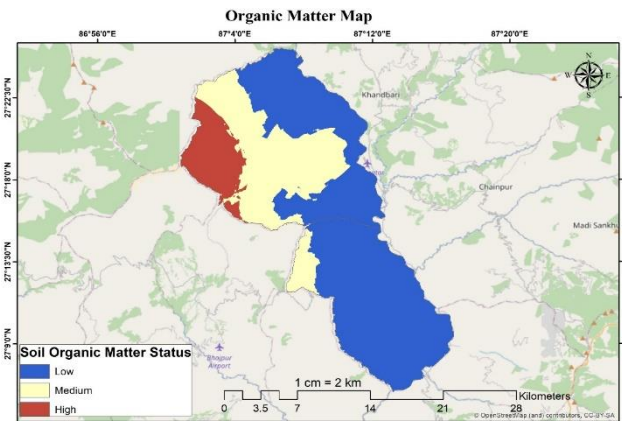 Organic Matter Map
86°56'0"E 87°4'0"E 87°12'0"E 87°20'0"E
N
W E
S
27°22'30"N
27°18'0"N
27°13'30"N
27°9'0"N
Khandbari
Chainpur
Madi Sankhu
Bhojpur
Airport
Soil Organic Matter Status
Low
Medium
High
1 cm = 2 km
Kilometers
0 3.5 7 14 21 28
© OpenStreetMap (and) contributors, CC-BY-SA